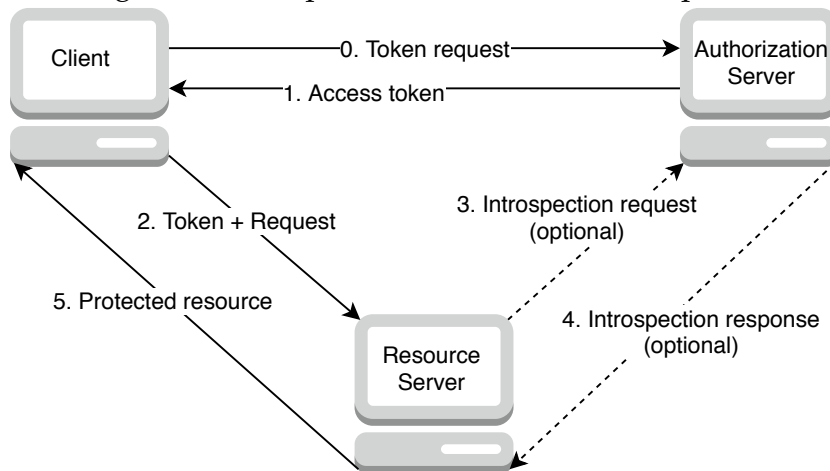 Client
0. Token request
Authorization
Server
1. Access token
2. Token + Request
3. Introspection request
(optional)
5. Protected resource
4. Introspection response
(optional)
Resource
Server